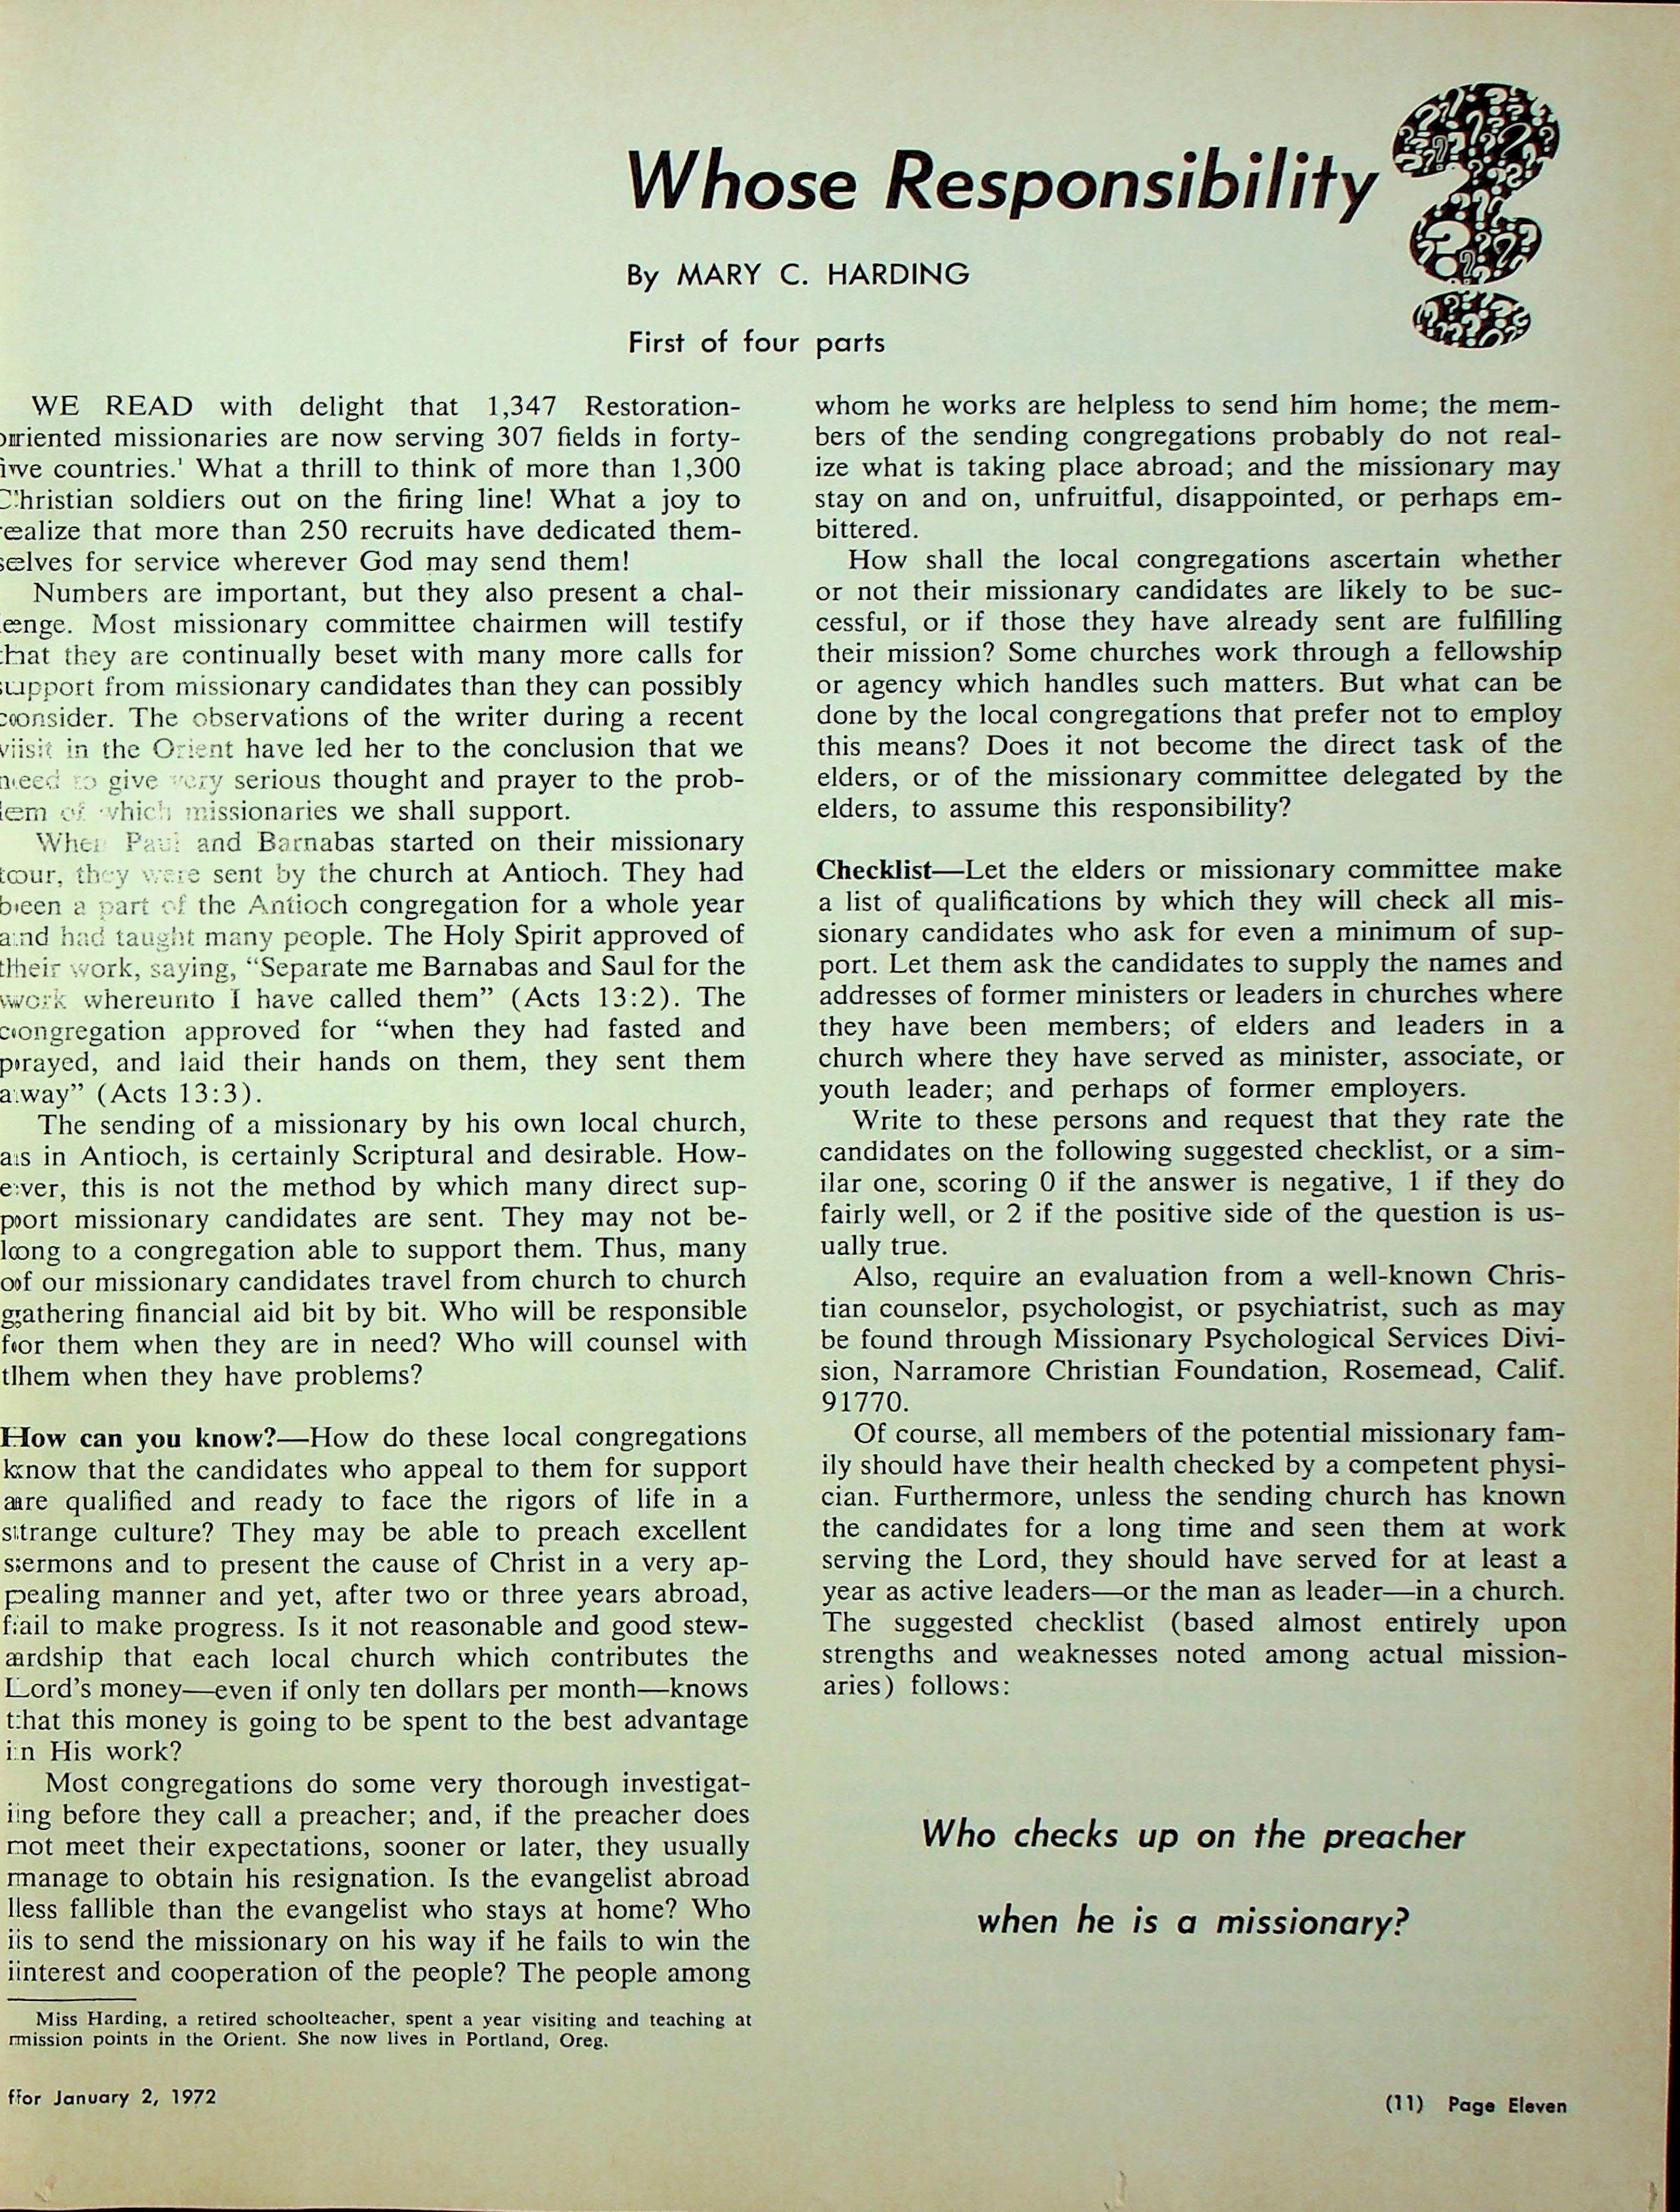 Whose Responsibility
By MARY C. HARDING
First of four parts
WE READ with delight that 1,347 Restoration-
oriented missionaries are now serving 307 fields in forty-
five countries.¹ What a thrill to think of more than 1,300
Christian soldiers out on the firing line! What a joy to
realize that more than 250 recruits have dedicated them-
selves for service wherever God may send them!
Numbers are important, but they also present a chal-
lenge. Most missionary committee chairmen will testify
that they are continually beset with many more calls for
support from missionary candidates than they can possibly
consider. The observations of the writer during a recent
visit in the Orient have led her to the conclusion that we
need to give very serious thought and prayer to the prob-
lem of which missionaries we shall support.
When Paul and Barnabas started on their missionary
tour, they were sent by the church at Antioch. They had
been a part of the Antioch congregation for a whole year
and had taught many people. The Holy Spirit approved of
their work, saying, “Separate me Barnabas and Saul for the
work whereunto I have called them” (Acts 13:2). The
congregation approved for “when they had fasted and
prayed, and laid their hands on them, they sent them
away” (Acts 13:3).
The sending of a missionary by his own local church,
as in Antioch, is certainly Scriptural and desirable. How-
ever, this is not the method by which many direct sup-
port missionary candidates are sent. They may not be-
long to a congregation able to support them. Thus, many
of our missionary candidates travel from church to church
gathering financial aid bit by bit. Who will be responsible
for them when they are in need? Who will counsel with
them when they have problems?
How can you know?—How do these local congregations
know that the candidates who appeal to them for support
are qualified and ready to face the rigors of life in a
strange culture? They may be able to preach excellent
sermons and to present the cause of Christ in a very ap-
pealing manner and yet, after two or three years abroad,
fail to make progress. Is it not reasonable and good stew-
ardship that each local church which contributes the
Lord's money—even if only ten dollars per month—knows
that this money is going to be spent to the best advantage
in His work?
Most congregations do some very thorough investigat-
ing before they call a preacher; and, if the preacher does
not meet their expectations, sooner or later, they usually
manage to obtain his resignation. Is the evangelist abroad
less fallible than the evangelist who stays at home? Who
is to send the missionary on his way if he fails to win the
interest and cooperation of the people? The people among
Miss Harding, a retired schoolteacher, spent a year visiting and teaching at
mission points in the Orient. She now lives in Portland, Oreg.
whom he works are helpless to send him home; the mem-
bers of the sending congregations probably do not real-
ize what is taking place abroad; and the missionary may
stay on and on, unfruitful, disappointed, or perhaps em-
bittered.
How shall the local congregations ascertain whether
or not their missionary candidates are likely to be suc-
cessful, or if those they have already sent are fulfilling
their mission? Some churches work through a fellowship
or agency which handles such matters. But what can be
done by the local congregations that prefer not to employ
this means? Does it not become the direct task of the
elders, or of the missionary committee delegated by the
elders, to assume this responsibility?
Checklist—Let the elders or missionary committee make
a list of qualifications by which they will check all mis-
sionary candidates who ask for even a minimum of sup-
port. Let them ask the candidates to supply the names and
addresses of former ministers or leaders in churches where
they have been members; of elders and leaders in a
church where they have served as minister, associate, or
youth leader; and perhaps of former employers.
Write to these persons and request that they rate the
candidates on the following suggested checklist, or a sim-
ilar one, scoring 0 if the answer is negative, 1 if they do
fairly well, or 2 if the positive side of the question is us-
ually true.
Also, require an evaluation from a well-known Chris-
tian counselor, psychologist, or psychiatrist, such as may
be found through Missionary Psychological Services Divi-
sion, Narramore Christian Foundation, Rosemead, Calif.
91770.
Of course, all members of the potential missionary fam-
ily should have their health checked by a competent physi-
cian. Furthermore, unless the sending church has known
the candidates for a long time and seen them at work
serving the Lord, they should have served for at least a
year as active leaders—or the man as leader—in a church.
The suggested checklist (based almost entirely upon
strengths and weaknesses noted among actual mission-
aries) follows:
Who checks up on the preacher
when he is a missionary?
for January 2, 1972
(11) Page Eleven